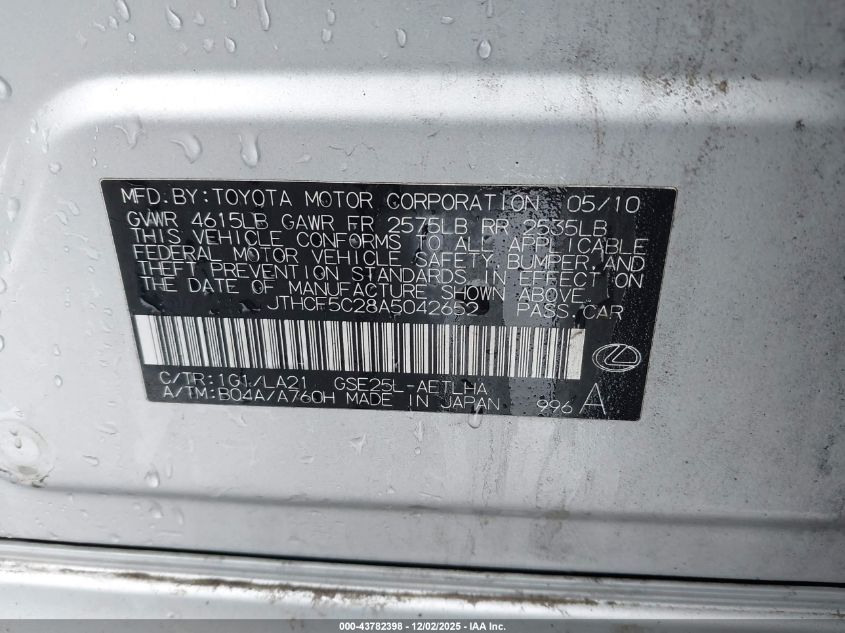 MFD.BY:TOYOTA MOTOR CORPORATION 05/10
GVWR 4615LB GAWR FR 2575LB RR 2535LB
THIS VEHICLE CONFORMS TO ALL APPLICABLE
FEDERAL MOTOR VEHICLE SAFETY, BUMPER, AND
THEFT PREVENTION STANDARDS IN EFFECT ON
THE DATE OF MANUFACTURE SHOWN ABOVE.
JTHCF5C28A5042652 PASS.CAR
C/TR:1G1/LA21 GSE25L-AETLHA
A/TM:B04A/A760H MADE IN JAPAN 996 A
000-43782398 - 12/02/2025 - IAA Inc.